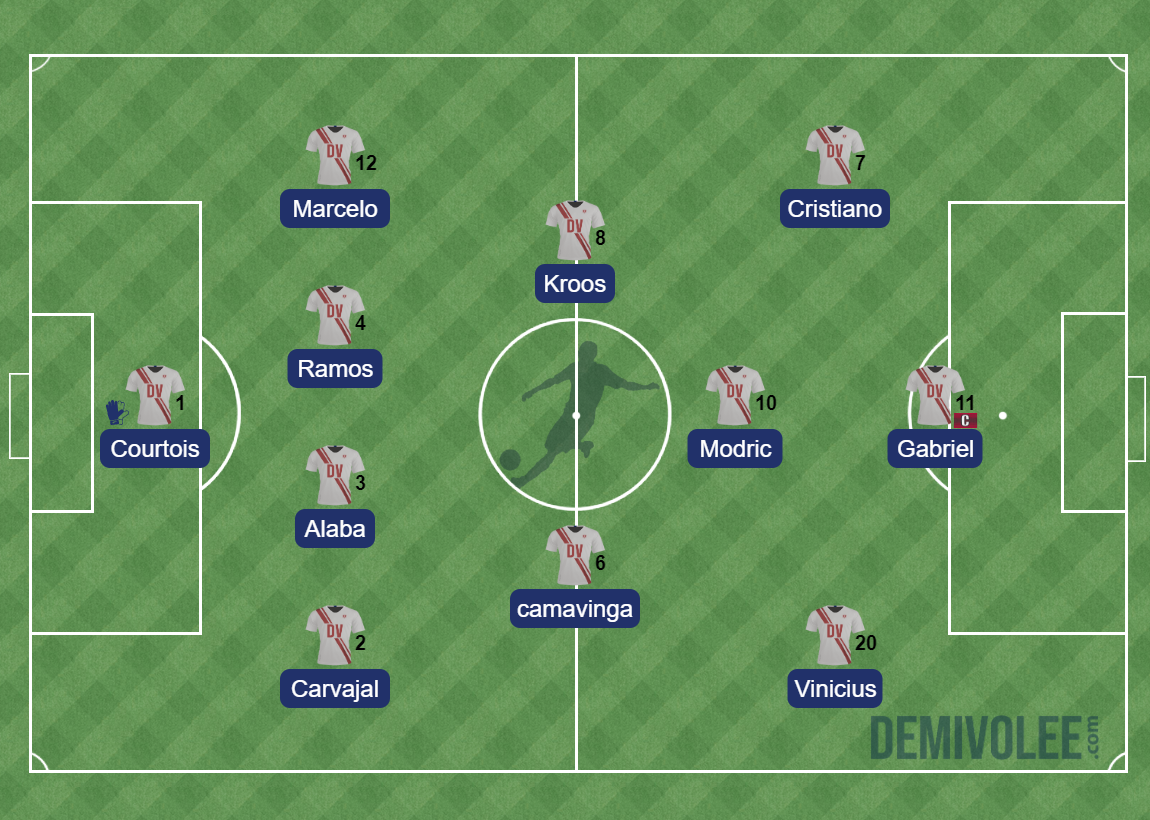 DV
12
Marcelo
DV
7
Cristiano
DV
8
Kroos
DV
4
Ramos
DV
1
Courtois
DV
10
Modric
DV
11
C
Gabriel
DV
3
Alaba
DV
6
camavinga
DV
2
Carvajal
DV
20
Vinicius
DEMIVOLEE.com